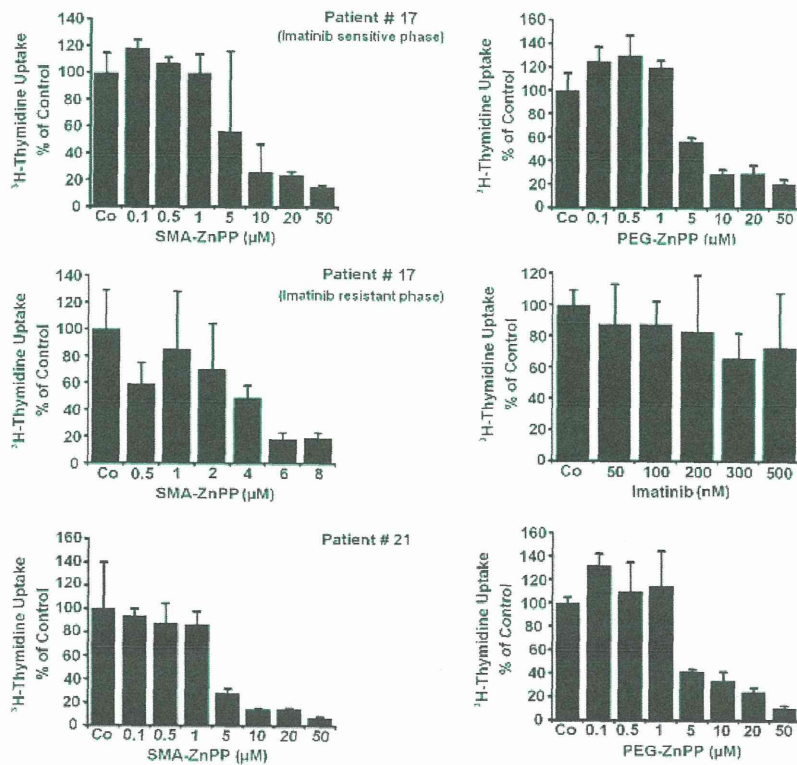 Patient # 17
(Imatinib sensitive phase)
³H-Thymidine Uptake
% of Control
140
120
100
80
60
40
20
0
Co 0.1 0.5 1 5 10 20 50
SMA-ZnPP (µM)
³H-Thymidine Uptake
% of Control
160
140
120
100
80
60
40
20
0
Co 0.1 0.5 1 5 10 20 50
PEG-ZnPP (µM)
Patient # 17
(Imatinib resistant phase)
³H-Thymidine Uptake
% of Control
140
120
100
80
60
40
20
0
Co 0.5 1 2 4 6 8
SMA-ZnPP (µM)
³H-Thymidine Uptake
% of Control
120
100
80
60
40
20
0
Co 50 100 200 300 500
Imatinib (nM)
Patient # 21
³H-Thymidine Uptake
% of Control
160
140
120
100
80
60
40
20
0
Co 0.1 0.5 1 5 10 20 50
SMA-ZnPP (µM)
³H-Thymidine Uptake
% of Control
160
140
120
100
80
60
40
20
0
Co 0.1 0.5 1 5 10 20 50
PEG-ZnPP (µM)